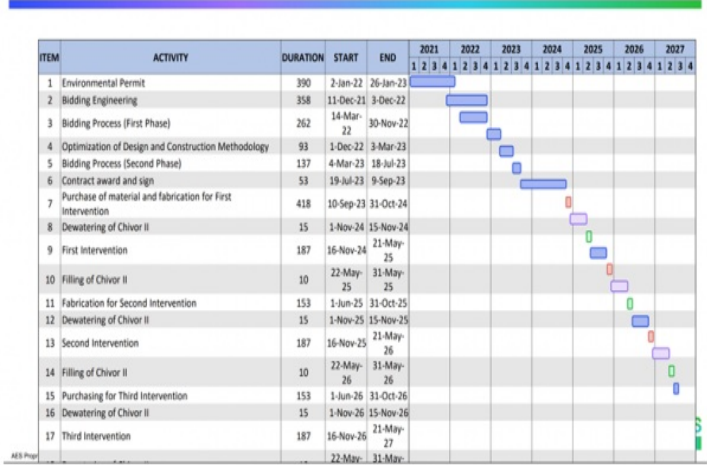 2021 2022 2023 2024 2025 2026 2027
ITEM ACTIVITY DURATION START END 1 2 3 4 1 2 3 4 1 2 3 4 1 2 3 4 1 2 3 4 1 2 3 4 1 2 3 4
1 Environmental Permit 390 2-Jan-22 26-Jan-23
2 Bidding Engineering 358 11-Dec-21 3-Dec-22
3 Bidding Process (First Phase) 262 14-Mar-22 30-Nov-22
4 Optimization of Design and Construction Methodology 93 1-Dec-22 3-Mar-23
5 Bidding Process (Second Phase) 137 4-Mar-23 18-Jul-23
6 Contract award and sign 53 19-Jul-23 9-Sep-23
7 Purchase of material and fabrication for First
Intervention 418 10-Sep-23 31-Oct-24
8 Dewatering of Chivor II 15 1-Nov-24 15-Nov-24
9 First Intervention 187 16-Nov-24 21-May-25
10 Filling of Chivor II 10 22-May-25 31-May-25
11 Fabrication for Second Intervention 153 1-Jun-25 31-Oct-25
12 Dewatering of Chivor II 15 1-Nov-25 15-Nov-25
13 Second Intervention 187 16-Nov-25 21-May-26
14 Filling of Chivor II 10 22-May-26 31-May-26
15 Purchasing for Third Intervention 153 1-Jun-26 31-Oct-26
16 Dewatering of Chivor II 15 1-Nov-26 15-Nov-26
17 Third Intervention 187 16-Nov-26 21-May-27
22-May- 31-May-
AES Propr